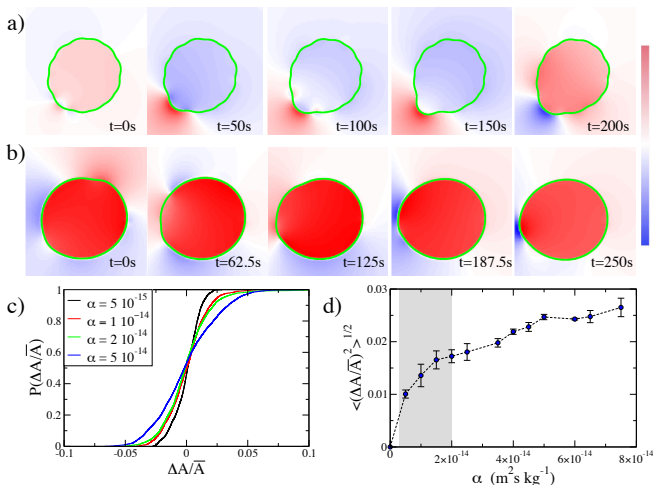 a)
t=0s
t=50s
t=100s
t=150s
t=200s
b)
t=0s
t=62.5s
t=125s
t=187.5s
t=250s
c)
1
0.8
0.6
0.4
0.2
0
P(ΔA/A̅)
α = 5 10⁻¹⁵
α = 1 10⁻¹⁴
α = 2 10⁻¹⁴
α = 5 10⁻¹⁴
-0.1 -0.05 0 0.05 0.1
ΔA/A̅
d)
0.03
0.02
0.01
0
<(ΔA/A̅)²>^1/2
0 2×10⁻¹⁴ 4×10⁻¹⁴ 6×10⁻¹⁴ 8×10⁻¹⁴
α (m²s kg⁻¹)